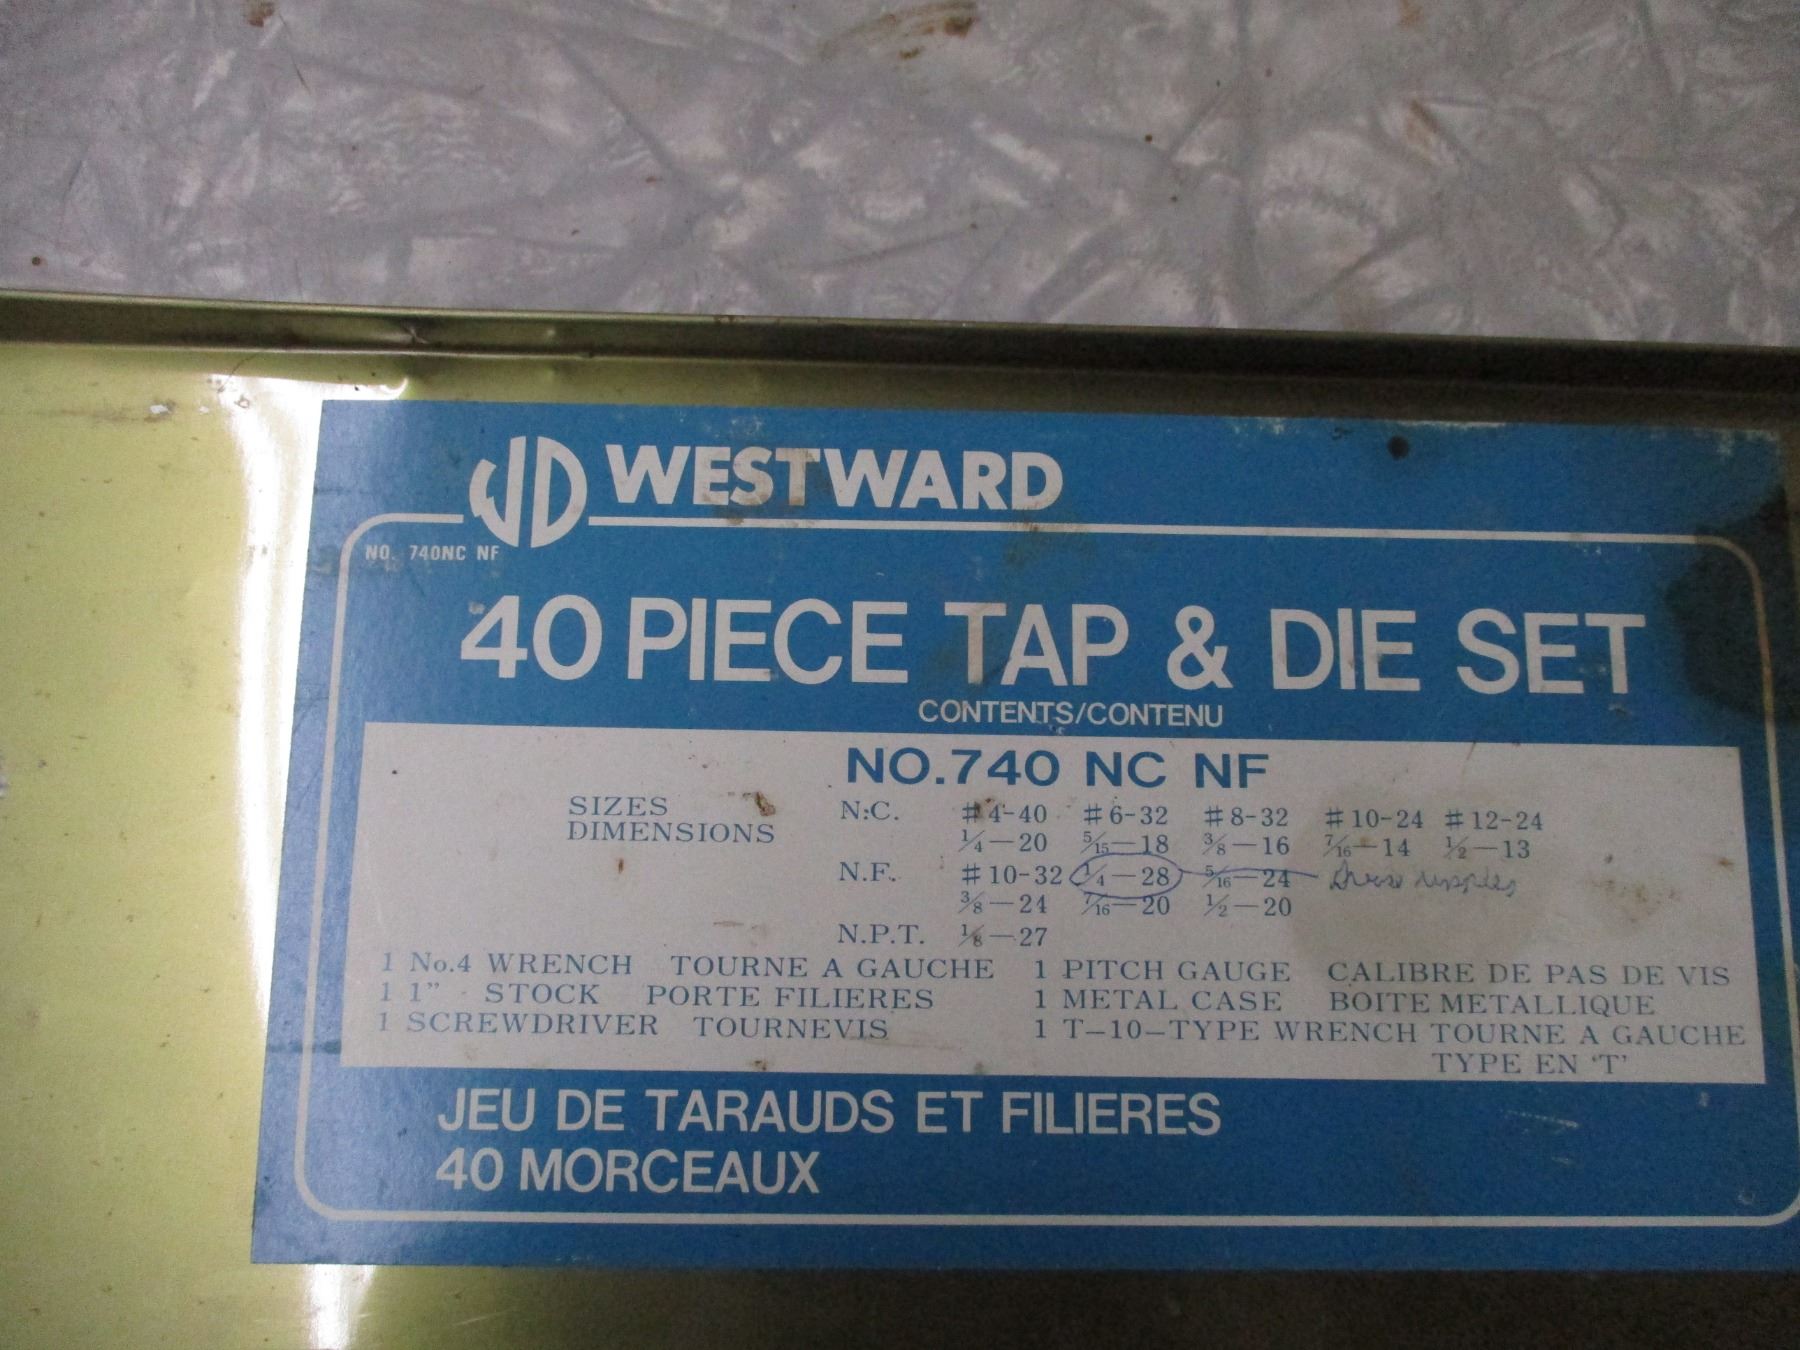 JD WESTWARD
NO. 740NC NF
40 PIECE TAP & DIE SET
CONTENTS/CONTENU
NO.740 NC NF
SIZES
DIMENSIONS
N.C. #4-40 #6-32 #8-32 #10-24 #12-24
1/4—20 5/15—18 3/8—16 7/16—14 1/2—13
N.F. #10-32 1/4—28 5/16—24 nipples
3/8—24 7/16—20 1/2—20
N.P.T. 1/8—27
1 No.4 WRENCH TOURNE A GAUCHE 1 PITCH GAUGE CALIBRE DE PAS DE VIS
1 1” STOCK PORTE FILIERES 1 METAL CASE BOITE METALLIQUE
1 SCREWDRIVER TOURNEVIS 1 T–10–TYPE WRENCH TOURNE A GAUCHE
TYPE EN ‘T’
JEU DE TARAUDS ET FILIERES
40 MORCEAUX